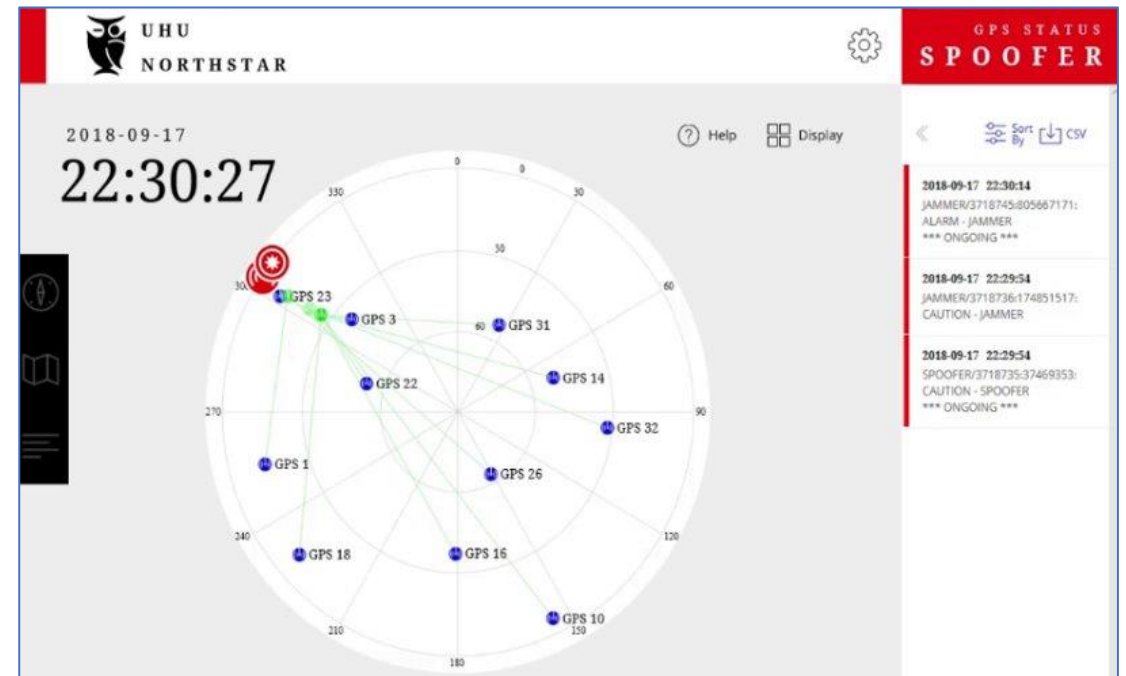 UHU
NORTHSTAR
GPS STATUS
SPOOFER
2018-09-17
22:30:27
Help
Display
Sort By
CSV
0
0
330
30
30
300
60
60
GPS 23
GPS 3
GPS 31
GPS 22
GPS 14
270
90
GPS 32
GPS 1
GPS 26
240
120
GPS 18
GPS 16
GPS 10
210
150
180
2018-09-17 22:30:14
JAMMER/3718745:805667171:
ALARM - JAMMER
*** ONGOING ***
2018-09-17 22:29:54
JAMMER/3718736:174851517:
CAUTION - JAMMER
2018-09-17 22:29:54
SPOOFER/3718735:37469353:
CAUTION - SPOOFER
*** ONGOING ***